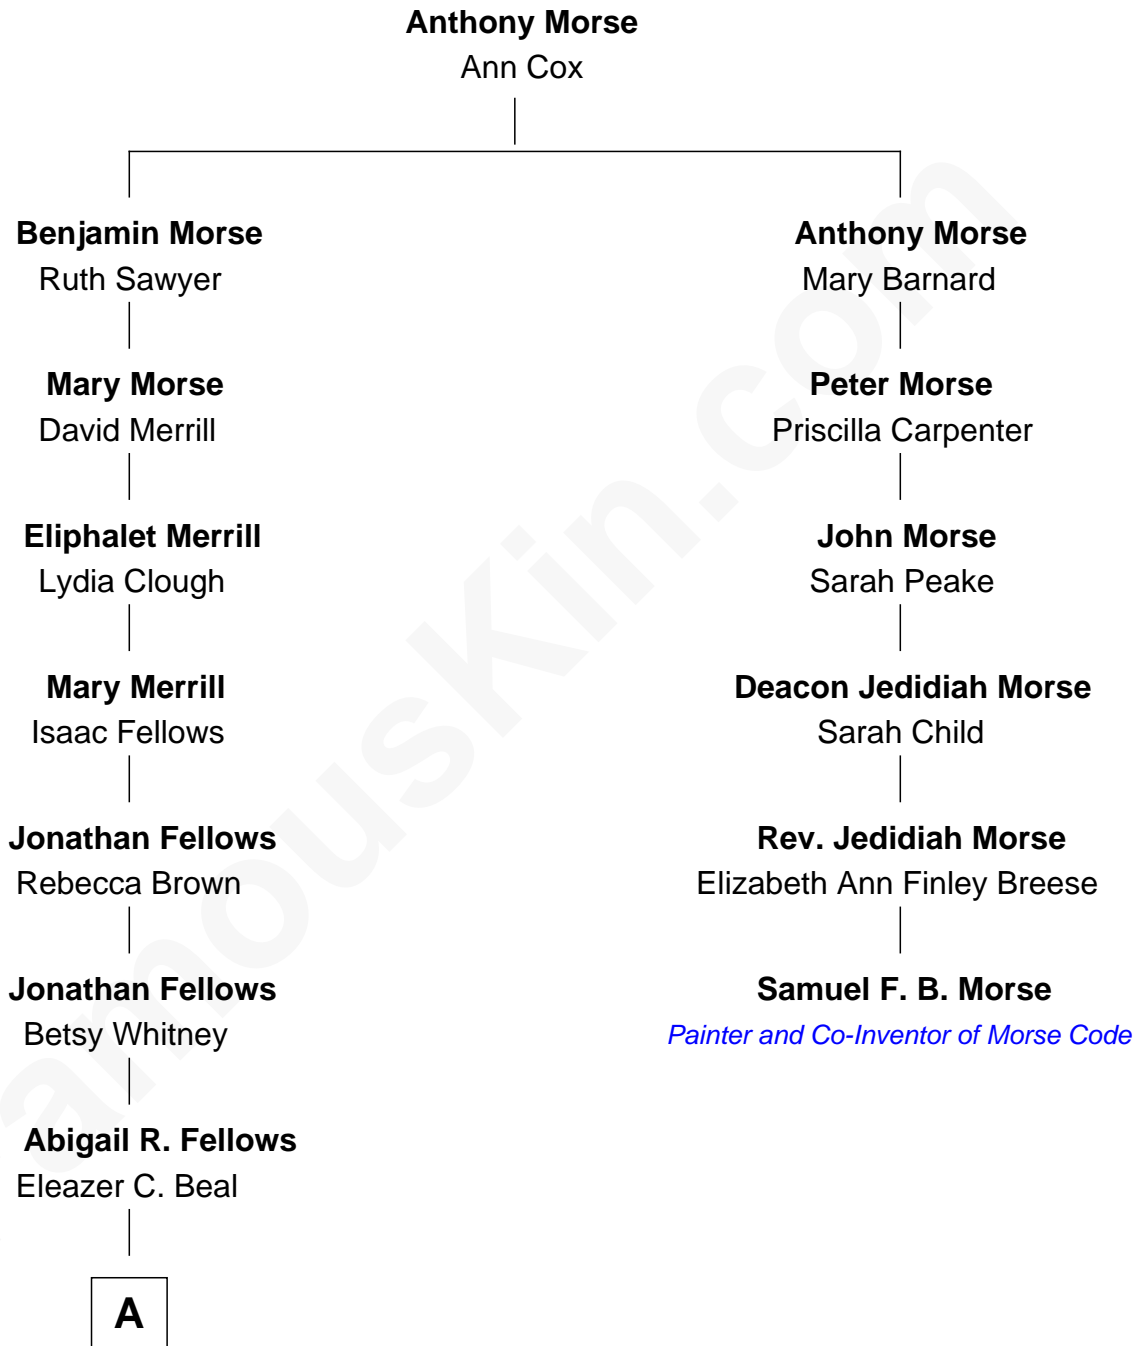 Anthony Morse
Ann Cox
Benjamin Morse
Ruth Sawyer
Anthony Morse
Mary Barnard
Mary Morse
David Merrill
Peter Morse
Priscilla Carpenter
Eliphalet Merrill
Lydia Clough
John Morse
Sarah Peake
Mary Merrill
Isaac Fellows
Deacon Jedidiah Morse
Sarah Child
Jonathan Fellows
Rebecca Brown
Rev. Jedidiah Morse
Elizabeth Ann Finley Breese
Jonathan Fellows
Betsy Whitney
Samuel F. B. Morse
Painter and Co-Inventor of Morse Code
Abigail R. Fellows
Eleazer C. Beal
A
amousKin.com